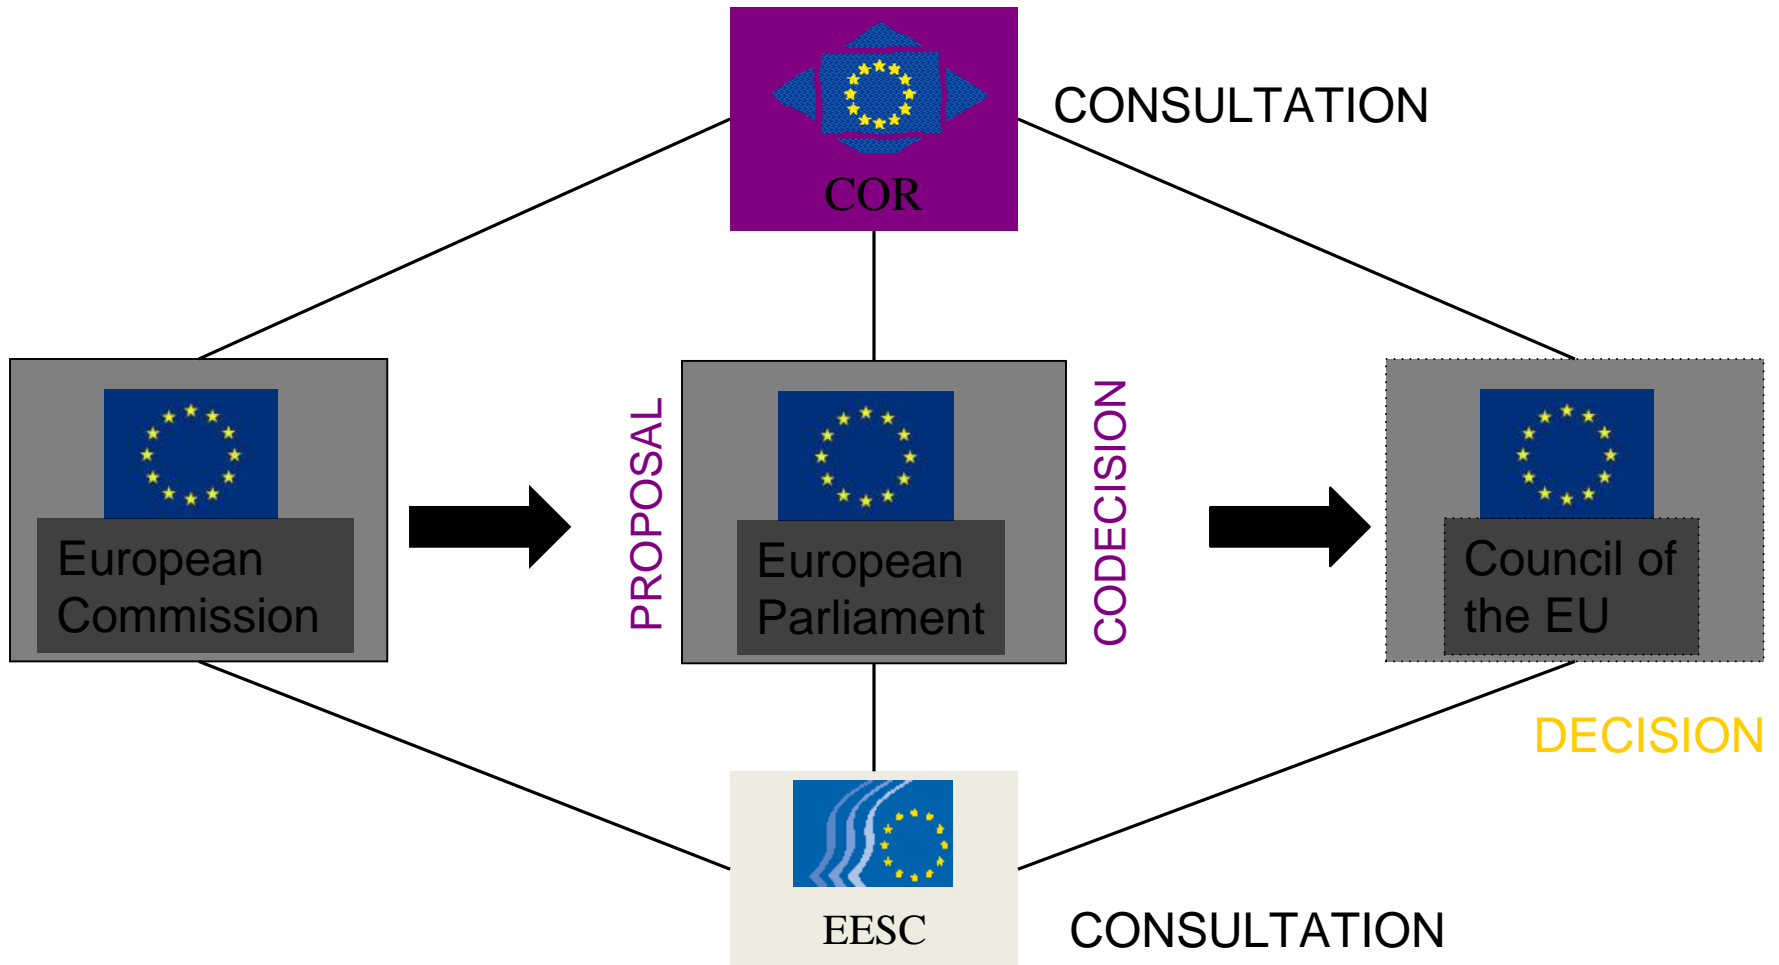 CONSULTATION
COR
European
Commission
PROPOSAL
European
Parliament
CODECISION
Council of
the EU
DECISION
EESC
CONSULTATION